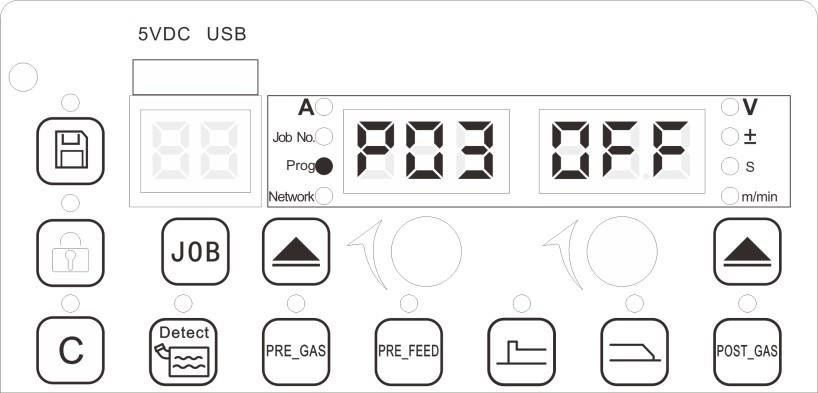 5VDC USB
A
V
Job No.
±
Prog
S
Network
m/min
P03 OFF
JOB
C
Detect
PRE_GAS
PRE_FEED
POST_GAS